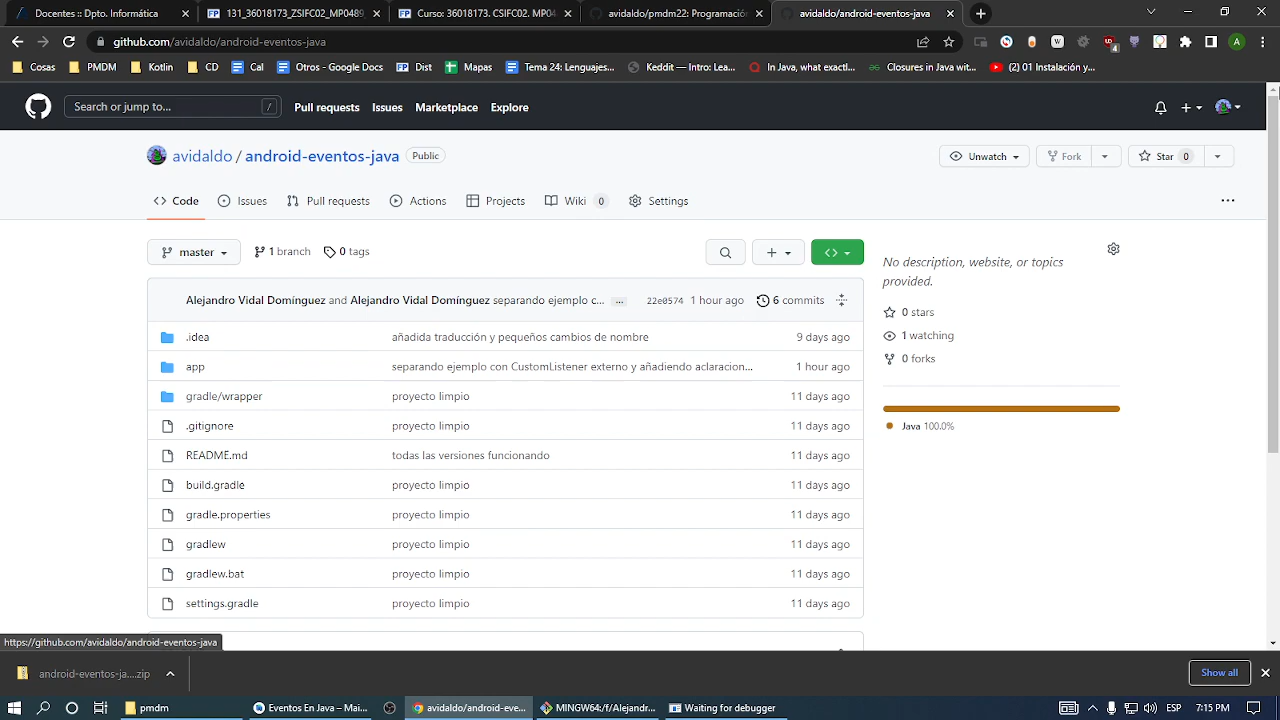 Docentes :: Dpto. Informática
131_36018173_ZSIFC02_MP0489
Curso: 36018173. CSIFC02. MP04
avidaldo/pmdm22: Programación
avidaldo/android-eventos-java
github.com/avidaldo/android-eventos-java
4
A
Cosas
PMDM
Kotlin
CD
Cal
Otros - Google Docs
Dist
Mapas
Tema 24: Lenguajes...
Keddit — Intro: Lea...
In Java, what exactl...
Closures in Java wit...
(2) 01 Instalación y...
Search or jump to...
/
Pull requests
Issues
Marketplace
Explore
avidaldo / android-eventos-java
Public
Unwatch
Fork
Star 0
Code
Issues
Pull requests
Actions
Projects
Wiki 0
Settings
master
1 branch
0 tags
No description, website, or topics
provided.
Alejandro Vidal Domínguez and Alejandro Vidal Domínguez separando ejemplo c... ... 22e8574 1 hour ago 6 commits
.idea añadida traducción y pequeños cambios de nombre 9 days ago
app separando ejemplo con CustomListener externo y añadiendo aclaracion... 1 hour ago
gradle/wrapper proyecto limpio 11 days ago
.gitignore proyecto limpio 11 days ago
README.md todas las versiones funcionando 11 days ago
build.gradle proyecto limpio 11 days ago
gradle.properties proyecto limpio 11 days ago
gradlew proyecto limpio 11 days ago
gradlew.bat proyecto limpio 11 days ago
settings.gradle proyecto limpio 11 days ago
0 stars
1 watching
0 forks
Java 100.0%
https://github.com/avidaldo/android-eventos-java
android-eventos-ja....zip
Show all
pmdm
Eventos En Java – Mai...
avidaldo/android-eve...
MINGW64:/f/Alejandr...
Waiting for debugger
ESP
7:15 PM